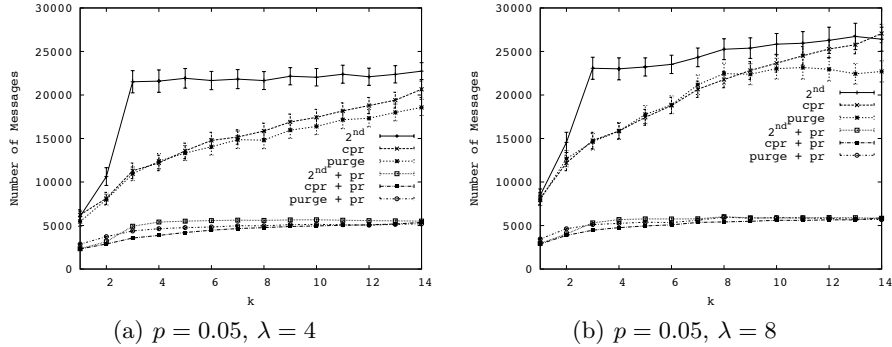 30000
25000
20000
15000
10000
5000
0
Number of Messages
2nd
cpr
purge
2nd + pr
cpr + pr
purge + pr
2 4 6 8 10 12 14
k
(a) p = 0.05, λ = 4
30000
25000
20000
15000
10000
5000
0
Number of Messages
2nd
cpr
purge
2nd + pr
cpr + pr
purge + pr
2 4 6 8 10 12 14
k
(b) p = 0.05, λ = 8